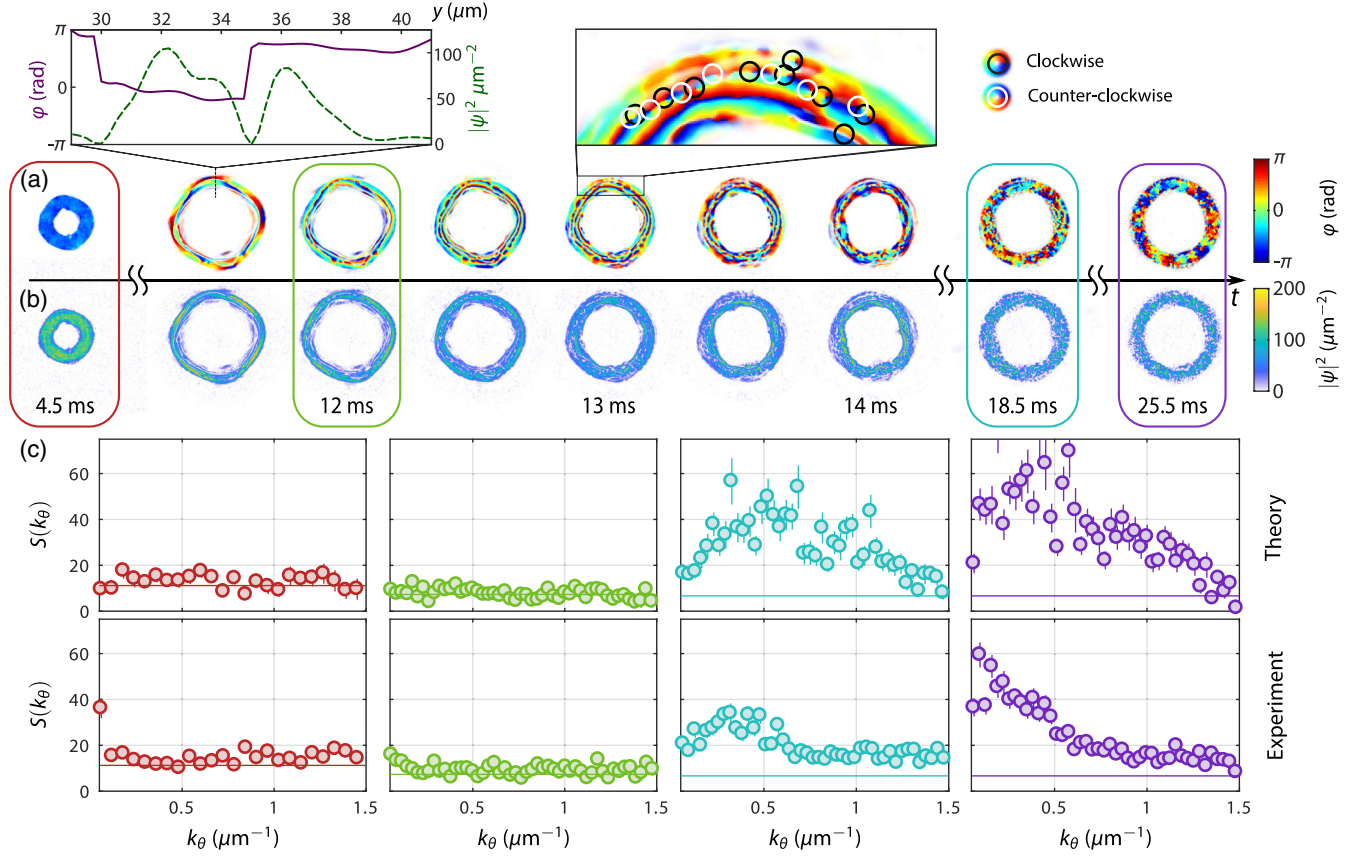 30 32 34 36 38 40 y (μm)
π
0
-π
φ (rad)
100
50
0
|ψ|² μm⁻²
Clockwise
Counter-clockwise
(a)
π
0
-π
φ (rad)
(b)
t
200
100
0
|ψ|² (μm⁻²)
4.5 ms 12 ms 13 ms 14 ms 18.5 ms 25.5 ms
(c)
60
40
20
0
S(kθ)
Theory
60
40
20
0
S(kθ)
Experiment
0.5 1 1.5 0.5 1 1.5 0.5 1 1.5 0.5 1 1.5
kθ (μm⁻¹) kθ (μm⁻¹) kθ (μm⁻¹) kθ (μm⁻¹)